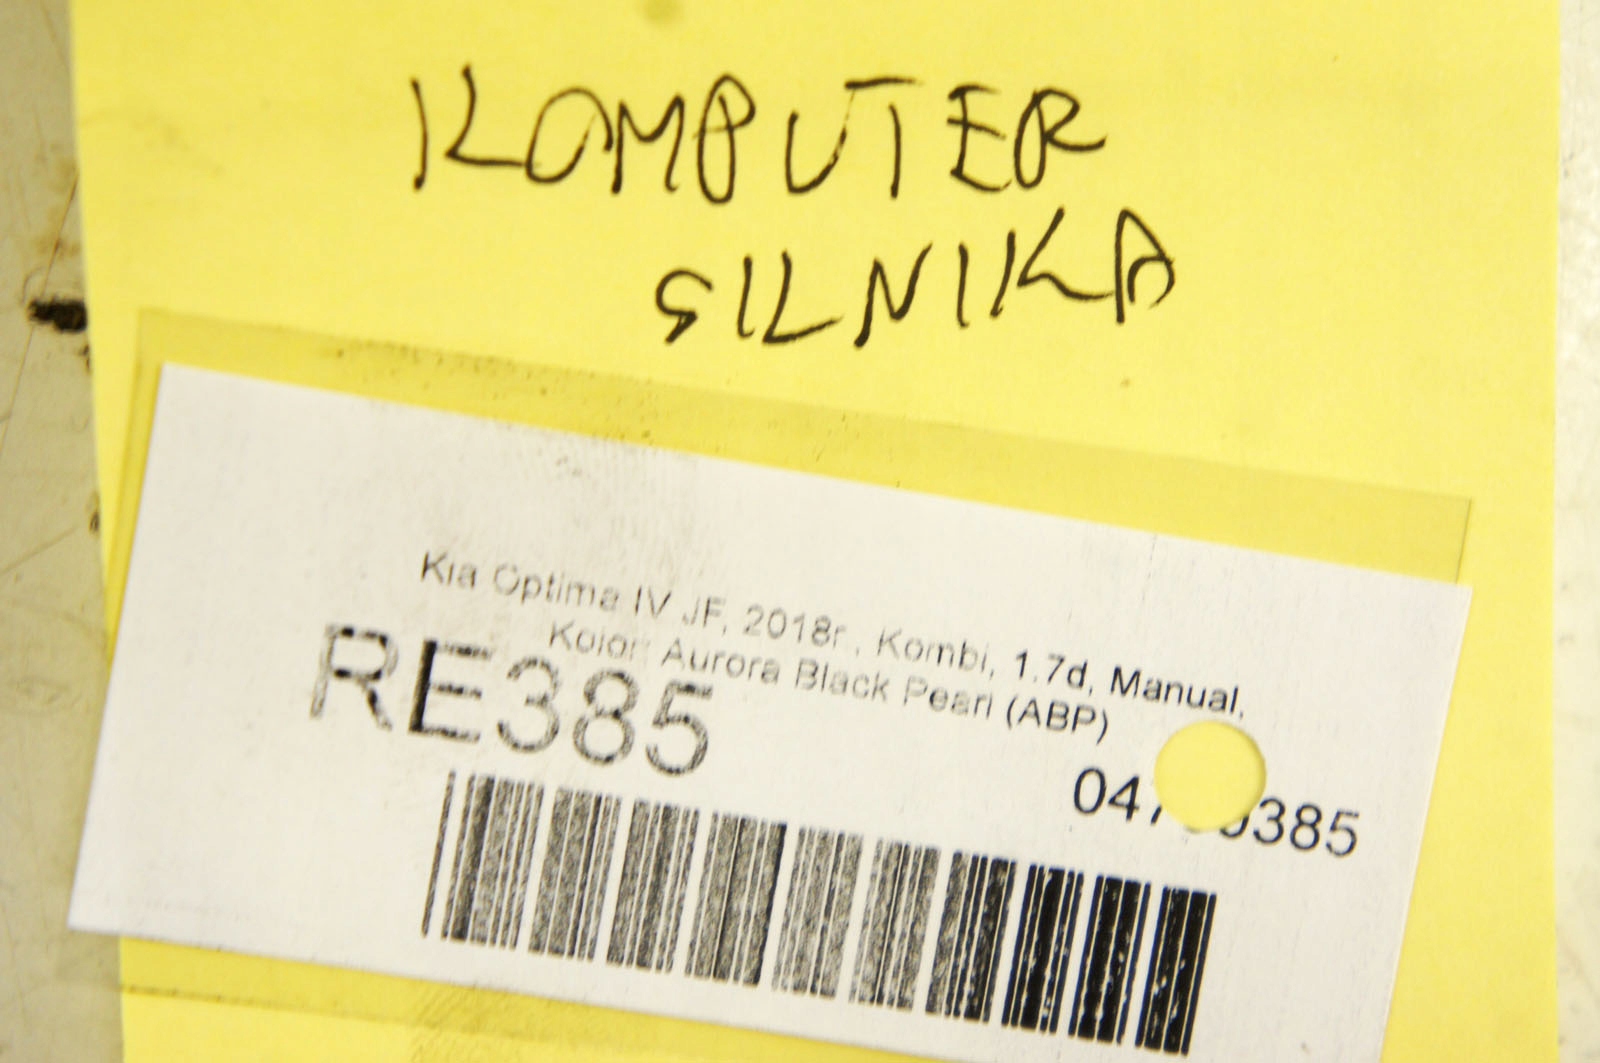 KOMPUTER
SILNIKA
Kia Optima IV JF, 2018r., Kombi, 1.7d, Manual,
Kolor: Aurora Black Pearl (ABP)
RE385